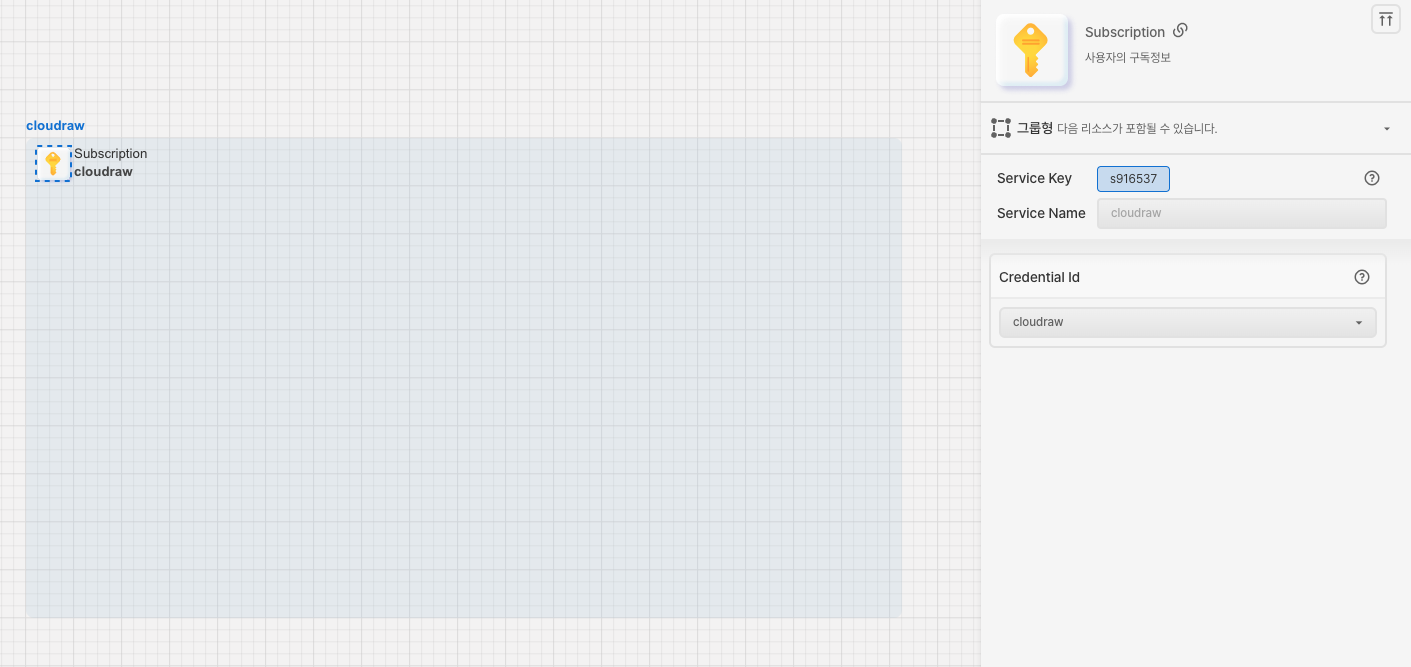 cloudraw
Subscription
cloudraw
Subscription
사용자의 구독정보
그룹형 다음 리소스가 포함될 수 있습니다.
Service Key s916537
Service Name cloudraw
Credential Id
cloudraw